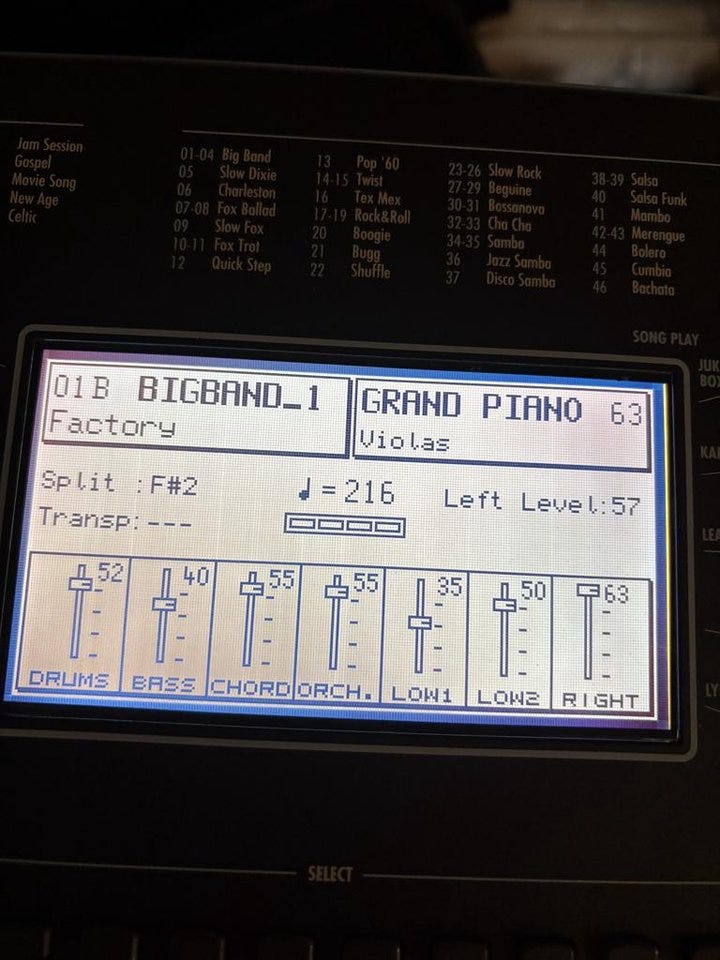 Jam Session
Gospel
Movie Song
New Age
Celtic
01-04 Big Band
05 Slow Dixie
06 Charleston
07-08 Fox Ballad
09 Slow Fox
10-11 Fox Trot
12 Quick Step
13 Pop '60
14-15 Twist
16 Tex Mex
17-19 Rock&Roll
20 Boogie
21 Bugg
22 Shuffle
23-26 Slow Rock
27-29 Beguine
30-31 Bossanova
32-33 Cha Cha
34-35 Samba
36 Jazz Samba
37 Disco Samba
38-39 Salsa
40 Salsa Funk
41 Mambo
42-43 Merengue
44 Bolero
45 Cumbia
46 Bachata
SONG PLAY
01B BIGBAND_1
Factory
GRAND PIANO 63
Violas
Split :F#2
♩=216
Left Level:57
Transp:---
52 40 55 55 35 50 63
DRUMS BASS CHORD ORCH. LOW1 LOW2 RIGHT
SELECT